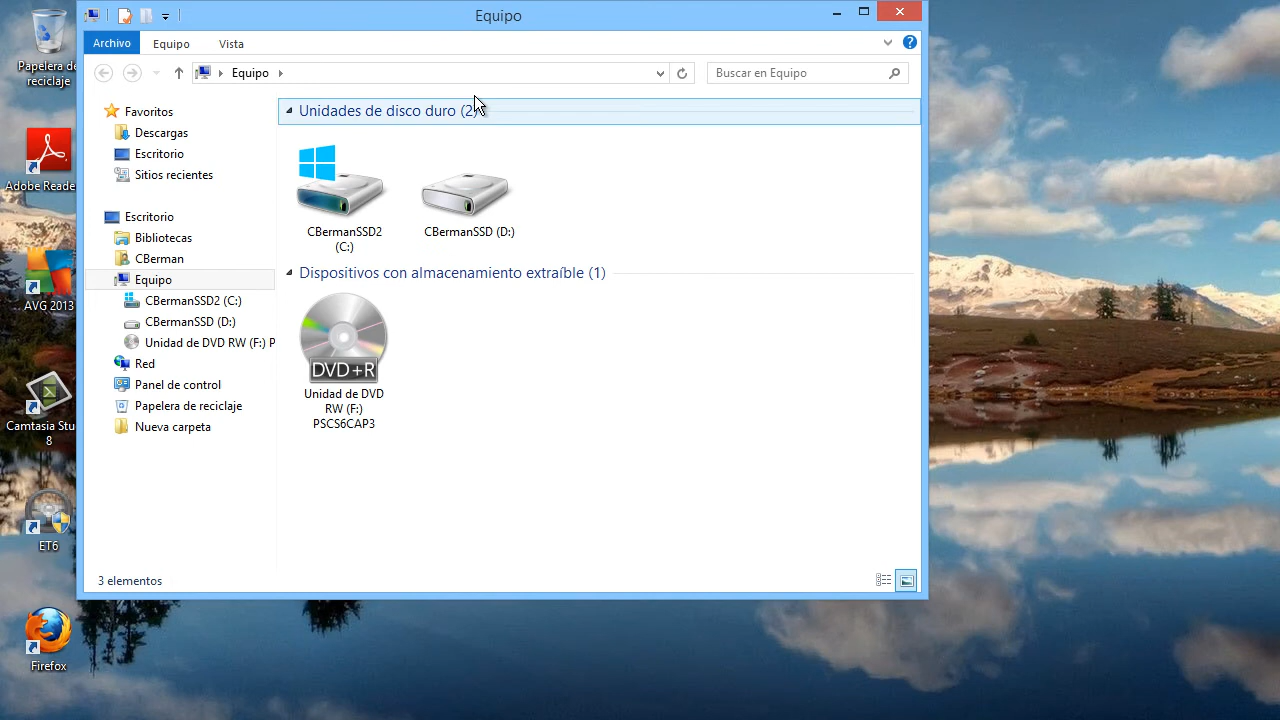 Equipo
Archivo
Equipo
Vista
Equipo
Buscar en Equipo
Papelera de
reciclaje
Adobe Reade
AVG 2013
Camtasia Stu
8
ET6
Firefox
Favoritos
Descargas
Escritorio
Sitios recientes
Escritorio
Bibliotecas
CBerman
Equipo
CBermanSSD2 (C:)
CBermanSSD (D:)
Unidad de DVD RW (F:) P
Red
Panel de control
Papelera de reciclaje
Nueva carpeta
Unidades de disco duro (2)
CBermanSSD2
(C:)
CBermanSSD (D:)
Dispositivos con almacenamiento extraíble (1)
DVD+R
Unidad de DVD
RW (F:)
PSCS6CAP3
3 elementos